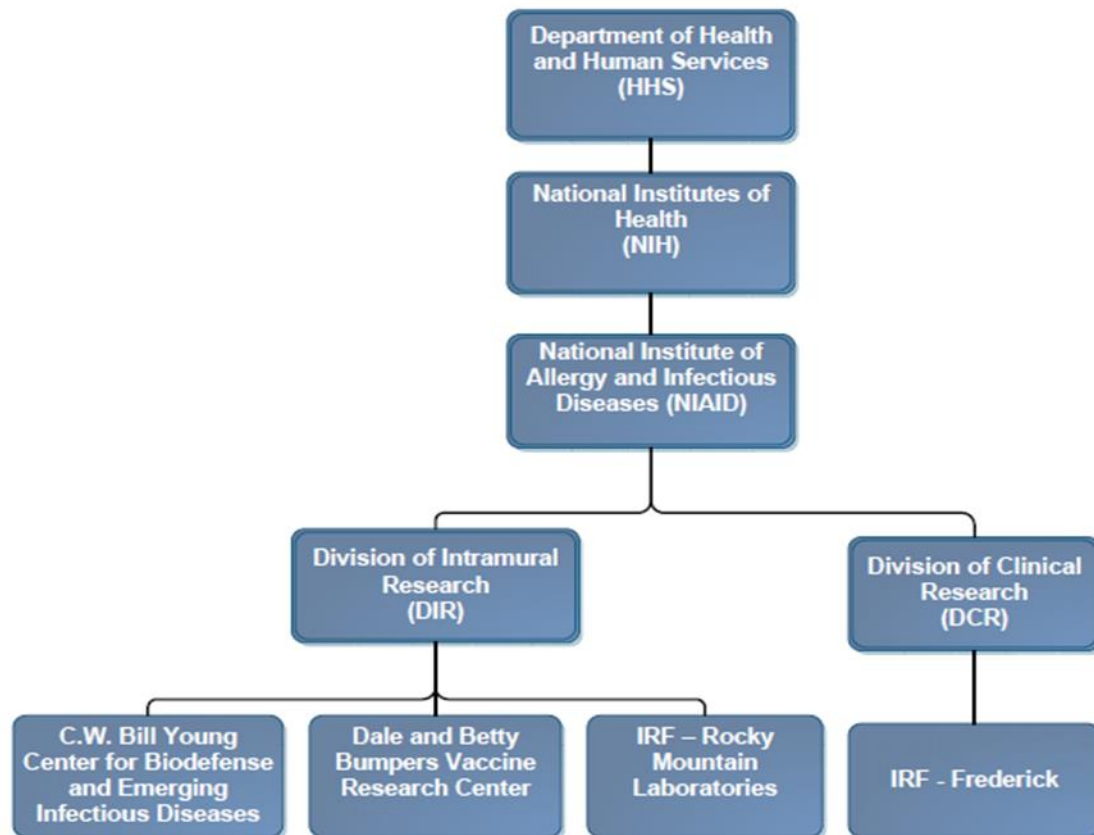 Department of Health
and Human Services
(HHS)
National Institutes of
Health
(NIH)
National Institute of
Allergy and Infectious
Diseases (NIAID)
Division of Intramural
Research
(DIR)
Division of Clinical
Research
(DCR)
C.W. Bill Young
Center for Biodefense
and Emerging
Infectious Diseases
Dale and Betty
Bumpers Vaccine
Research Center
IRF – Rocky
Mountain
Laboratories
IRF - Frederick